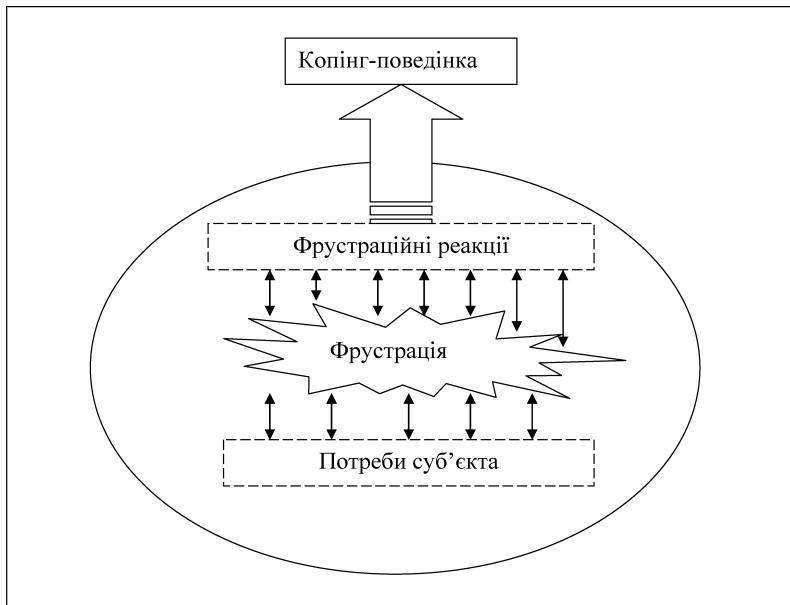 Копінг-поведінка
Фрустраційні реакції
Фрустрація
Потреби суб’єкта